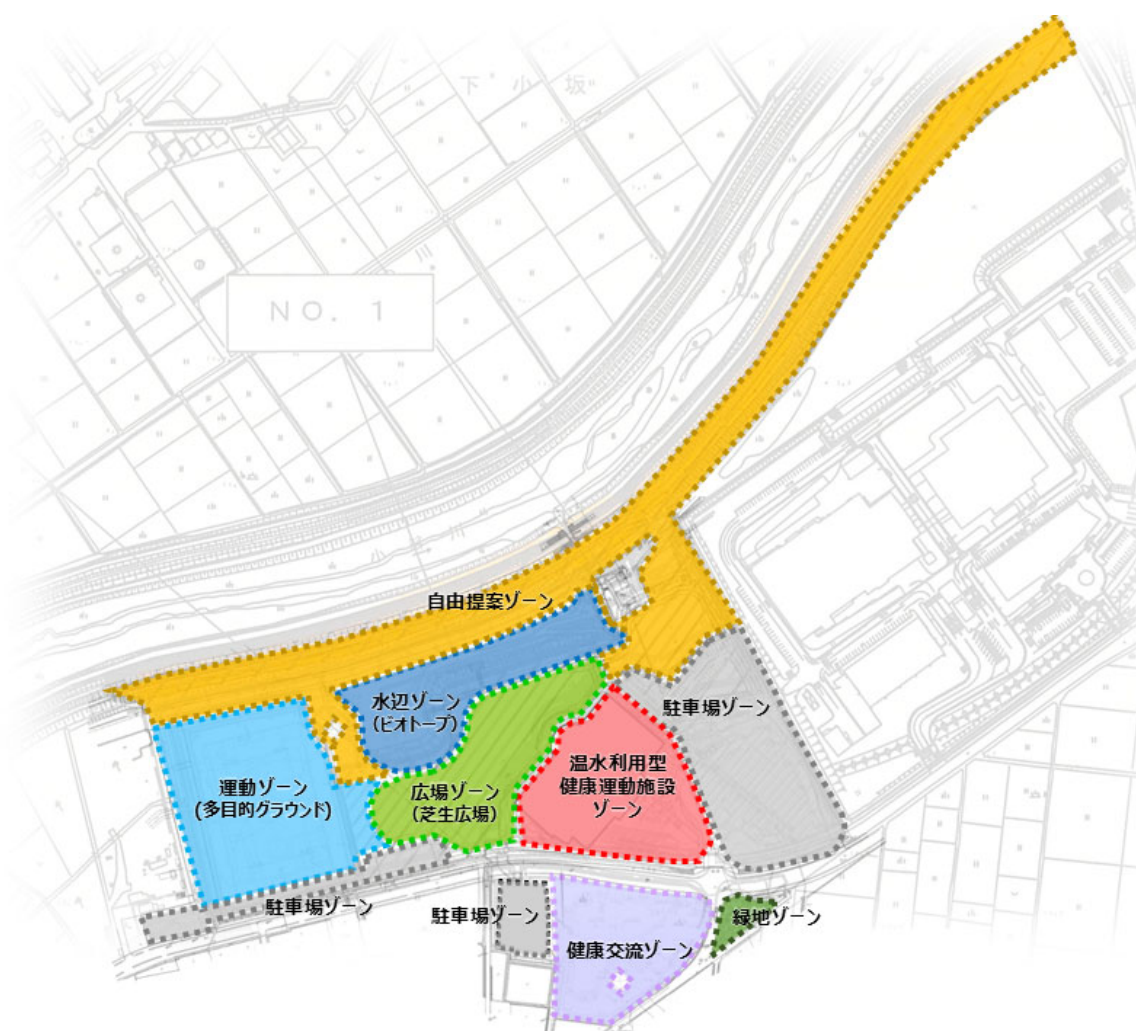 下小坂
NO. 1
小川
自由提案ゾーン
水辺ゾーン
(ビオトープ)
駐車場ゾーン
運動ゾーン
(多目的グラウンド)
広場ゾーン
(芝生広場)
温水利用型
健康運動施設
ゾーン
駐車場ゾーン
駐車場ゾーン
緑地ゾーン
健康交流ゾーン